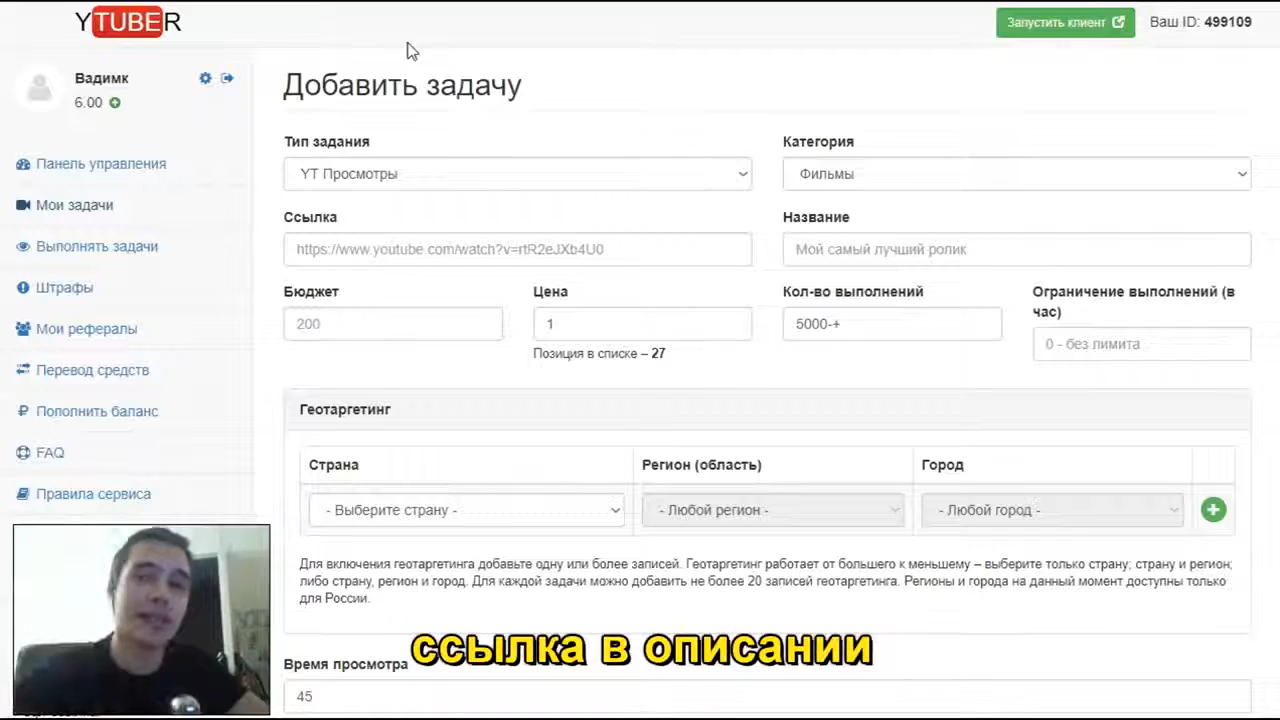 YTUBER
Запустить клиент
Ваш ID: 499109
Вадимк
6.00
Панель управления
Мои задачи
Выполнять задачи
Штрафы
Мои рефералы
Перевод средств
Пополнить баланс
FAQ
Правила сервиса
Добавить задачу
Тип задания
Категория
YT Просмотры
Фильмы
Ссылка
Название
https://www.youtube.com/watch?v=rtR2eJXb4U0
Мой самый лучший ролик
Бюджет
Цена
Кол-во выполнений
Ограничение выполнений (в
час)
200
1
5000-+
0 - без лимита
Позиция в списке – 27
Геотаргетинг
Страна
Регион (область)
Город
- Выберите страну -
- Любой регион -
- Любой город -
Для включения геотаргетинга добавьте одну или более записей. Геотаргетинг работает от большего к меньшему – выберите только страну; страну и регион;
либо страну, регион и город. Для каждой задачи можно добавить не более 20 записей геотаргетинга. Регионы и города на данный момент доступны только
для России.
ссылка в описании
Время просмотра
45